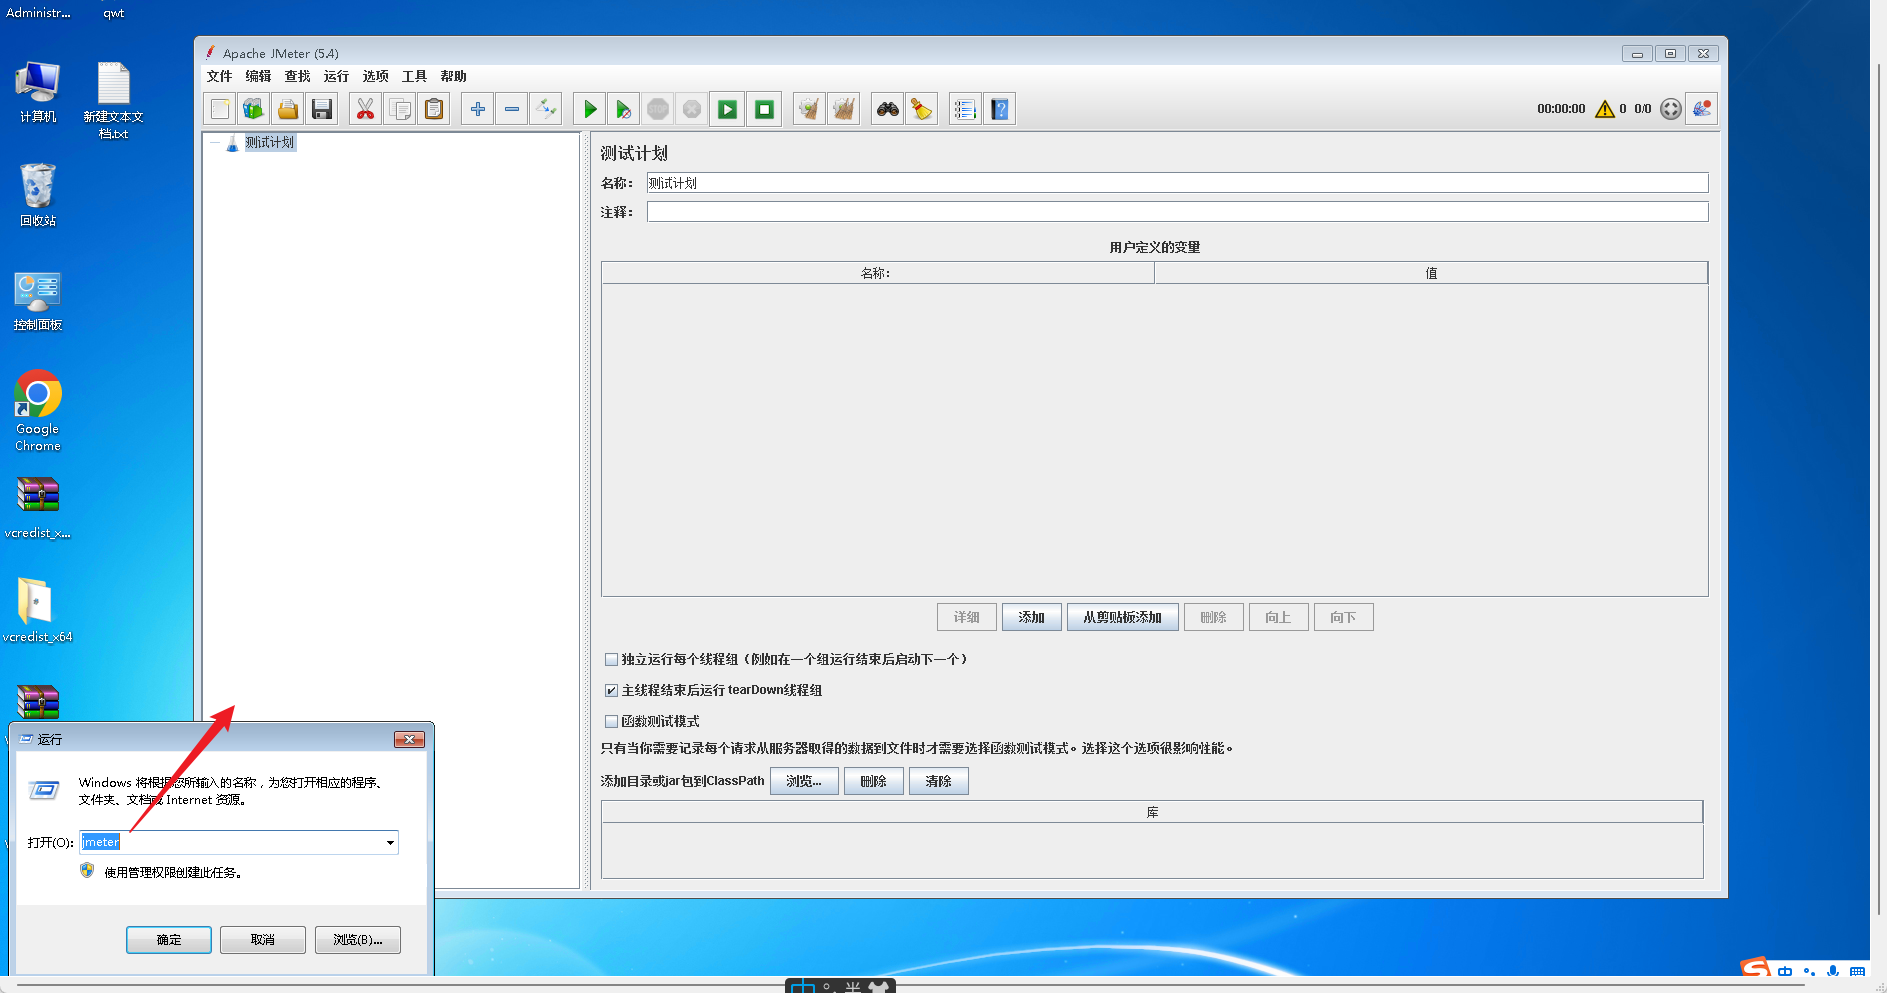 Administr...
qwt
计算机
新建文本文
档.txt
回收站
控制面板
Google
Chrome
vcredist_x...
vcredist_x64
Apache JMeter (5.4)
文件 编辑 查找 运行 选项 工具 帮助
00:00:00 0 0/0
测试计划
测试计划
名称： 测试计划
注释：
用户定义的变量
名称: 值
详细 添加 从剪贴板添加 删除 向上 向下
独立运行每个线程组（例如在一个组运行结束后启动下一个）
主线程结束后运行 tearDown线程组
函数测试模式
只有当你需要记录每个请求从服务器取得的数据到文件时才需要选择函数测试模式。选择这个选项很影响性能。
添加目录或jar包到ClassPath 浏览... 删除 清除
库
运行
Windows 将根据您所输入的名称，为您打开相应的程序、
文件夹、文档或 Internet 资源。
打开(O): jmeter
使用管理权限创建此任务。
确定 取消 浏览(B)...
中
中 半